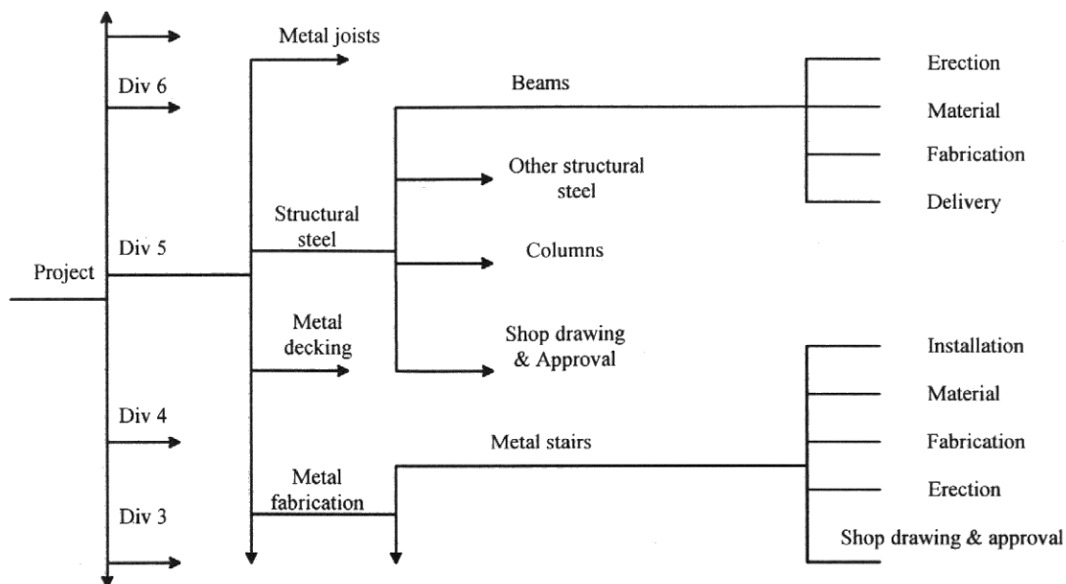 Project
Div 6
Div 5
Div 4
Div 3
Metal joists
Structural
steel
Metal
decking
Metal
fabrication
Beams
Other structural
steel
Columns
Shop drawing
& Approval
Metal stairs
Erection
Material
Fabrication
Delivery
Installation
Material
Fabrication
Erection
Shop drawing & approval